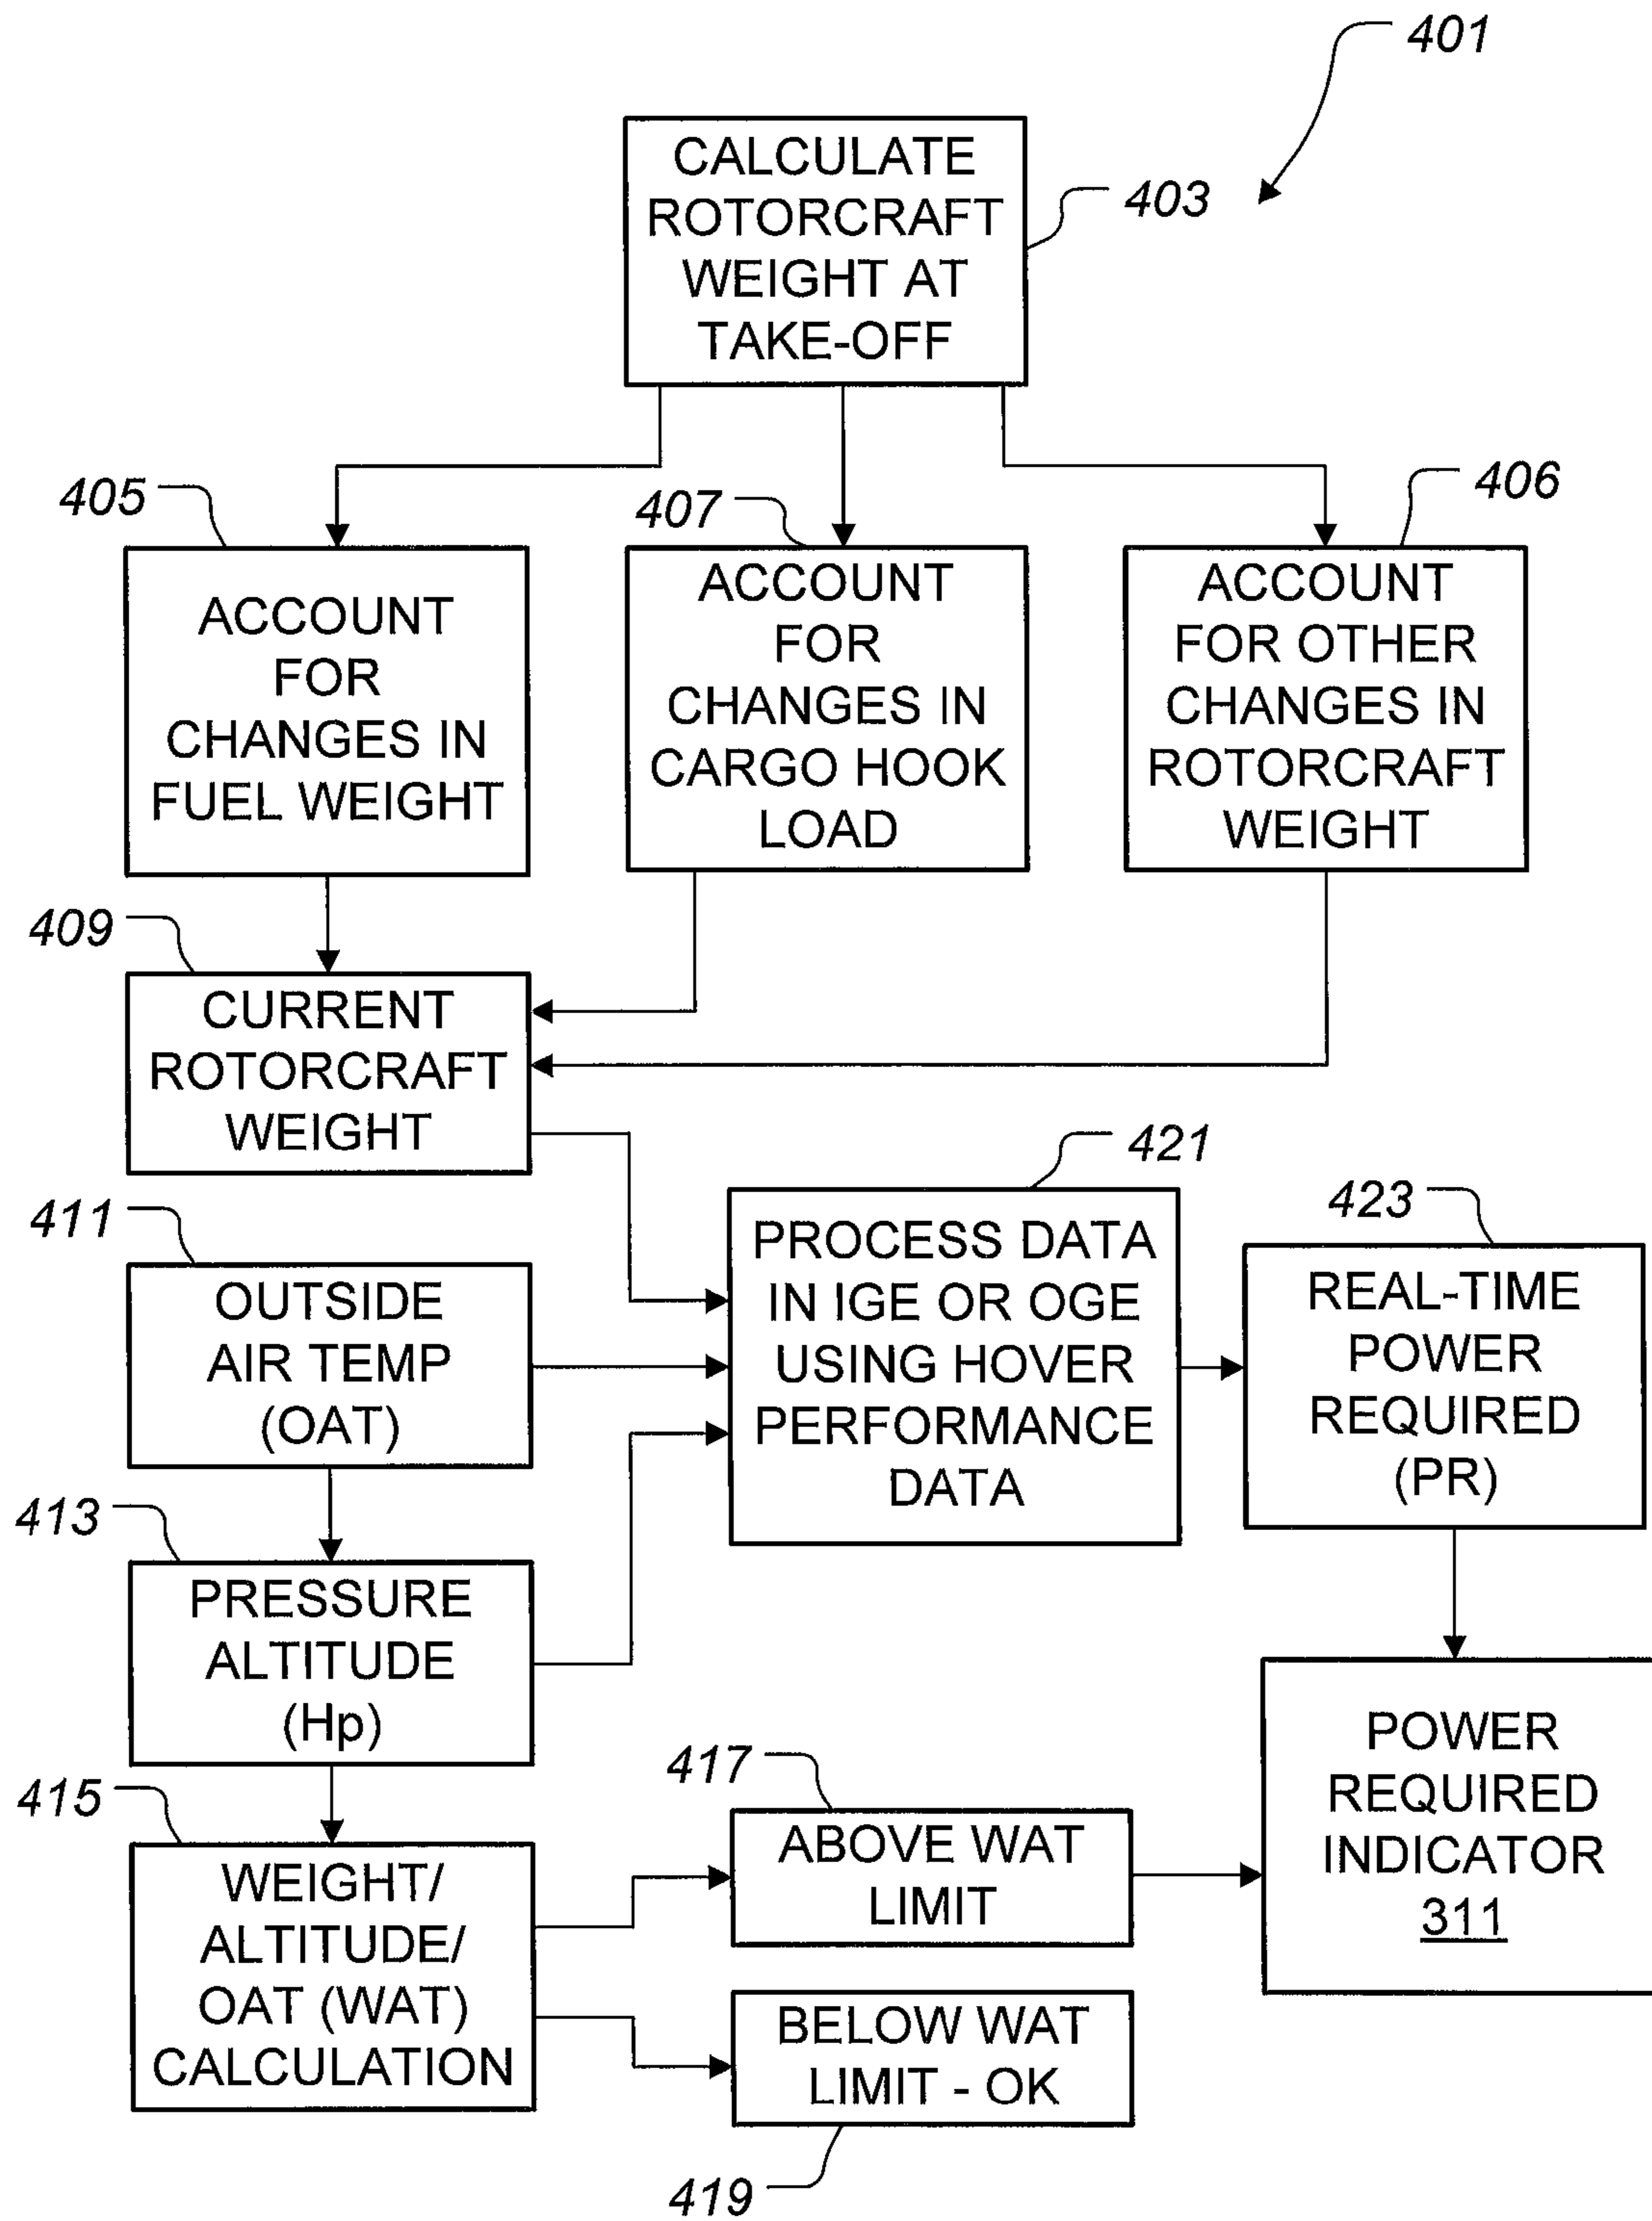 401
CALCULATE
ROTORCRAFT
WEIGHT AT
TAKE-OFF
403
405
407
406
ACCOUNT
FOR
CHANGES IN
FUEL WEIGHT
ACCOUNT
FOR
CHANGES IN
CARGO HOOK
LOAD
ACCOUNT
FOR OTHER
CHANGES IN
ROTORCRAFT
WEIGHT
409
CURRENT
ROTORCRAFT
WEIGHT
421
411
OUTSIDE
AIR TEMP
(OAT)
PROCESS DATA
IN IGE OR OGE
USING HOVER
PERFORMANCE
DATA
423
REAL-TIME
POWER
REQUIRED
(PR)
413
PRESSURE
ALTITUDE
(Hp)
POWER
REQUIRED
INDICATOR
311
415
WEIGHT/
ALTITUDE/
OAT (WAT)
CALCULATION
417
ABOVE WAT
LIMIT
BELOW WAT
LIMIT - OK
419